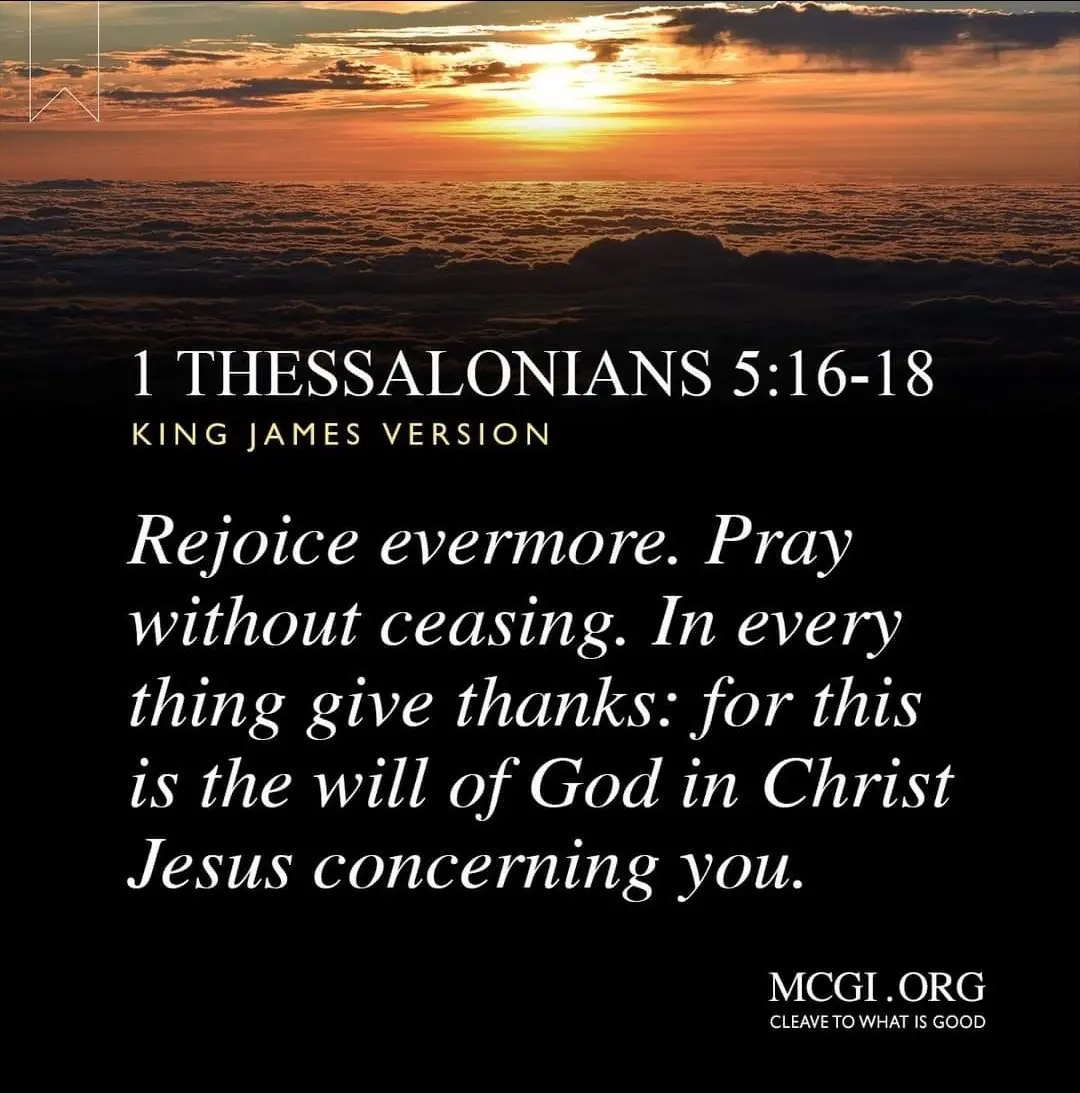 1 THESSALONIANS 5:16-18
KING JAMES VERSION
Rejoice evermore. Pray
without ceasing. In every
thing give thanks: for this
is the will of God in Christ
Jesus concerning you.
MCGI.ORG
CLEAVE TO WHAT IS GOOD